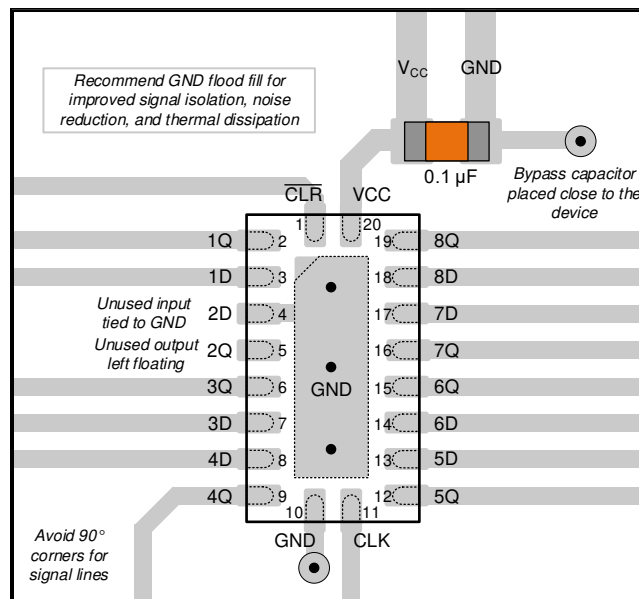 Recommend GND flood fill for
improved signal isolation, noise
reduction, and thermal dissipation
VCC GND
0.1 µF
Bypass capacitor
placed close to the
device
CLR VCC
1 20
1Q 2 19 8Q
1D 3 18 8D
Unused input
tied to GND
2D 4 17 7D
Unused output
left floating
2Q 5 16 7Q
GND
3Q 6 15 6Q
3D 7 14 6D
4D 8 13 5D
4Q 9 12 5Q
10 11
GND CLK
Avoid 90°
corners for
signal lines